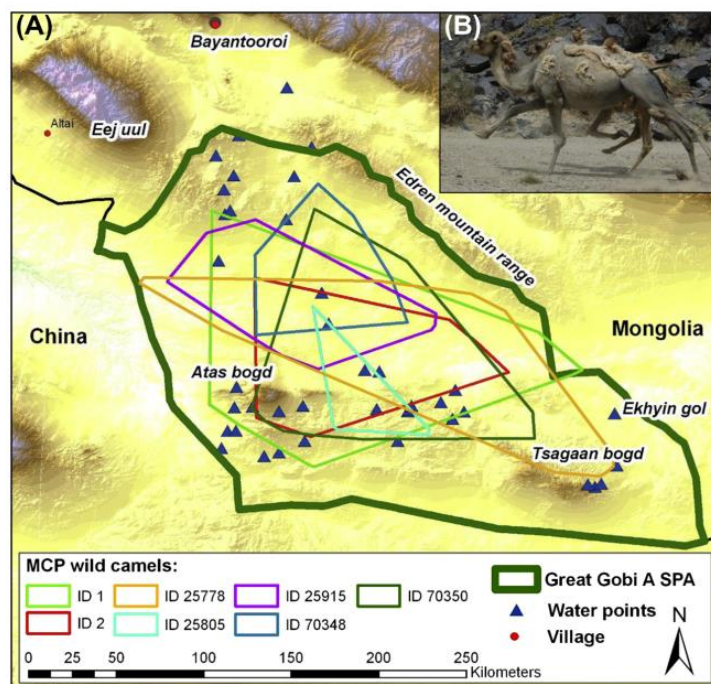 (A)
(B)
Bayantooroi
Altai
Eej uul
Edren mountain range
China
Mongolia
Atas bogd
Ekhyin gol
Tsagaan bogd
MCP wild camels:
ID 1
ID 25778
ID 25915
ID 70350
ID 2
ID 25805
ID 70348
Great Gobi A SPA
Water points
Village
N
0 12.5 25 50 100 150 200 250
Kilometers